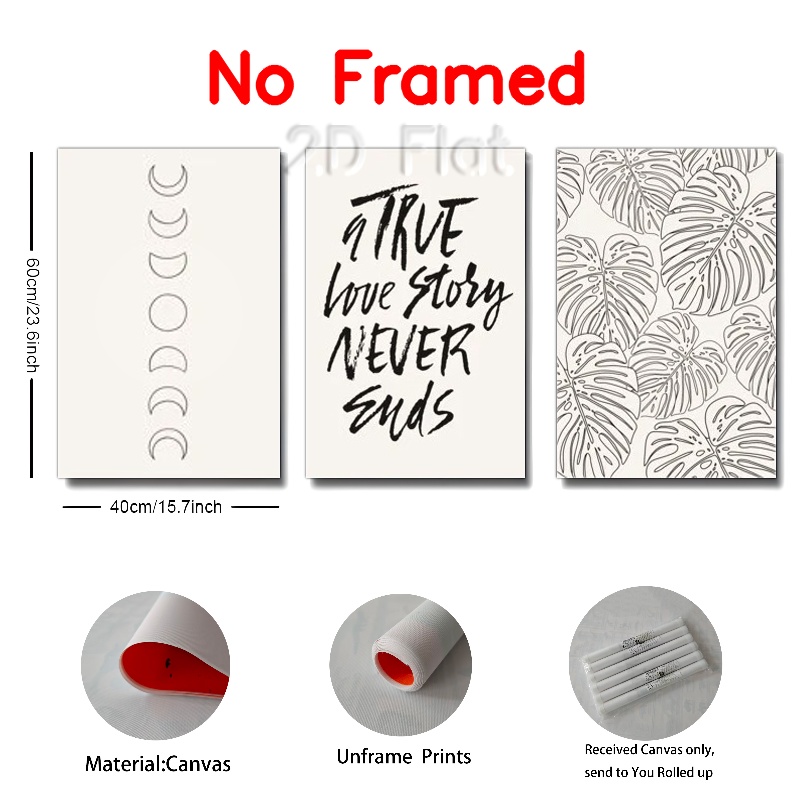 No Framed
2D Flat
60cm/23.6inch
40cm/15.7inch
a TRUE
love Story
NEVER
Ends
Material:Canvas
Unframe Prints
Received Canvas only,
send to You Rolled up